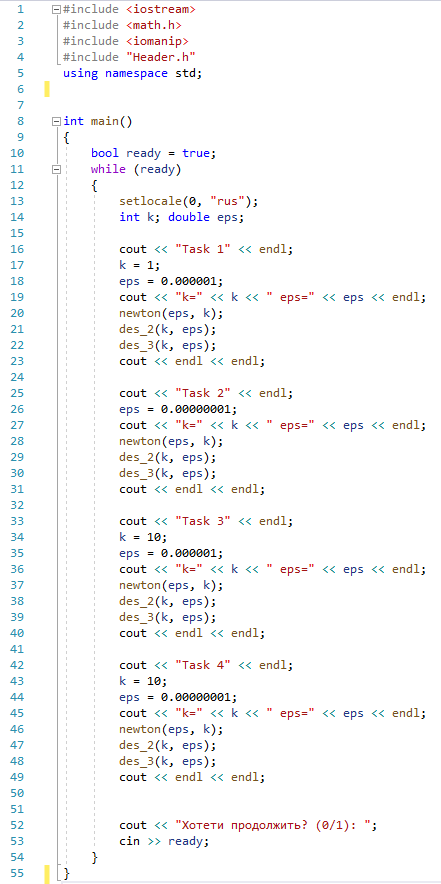 1 #include <iostream>
2 #include <math.h>
3 #include <iomanip>
4 #include "Header.h"
5 using namespace std;
6
7
8 int main()
9 {
10 bool ready = true;
11 while (ready)
12 {
13 setlocale(0, "rus");
14 int k; double eps;
15
16 cout << "Task 1" << endl;
17 k = 1;
18 eps = 0.000001;
19 cout << "k=" << k << " eps=" << eps << endl;
20 newton(eps, k);
21 des_2(k, eps);
22 des_3(k, eps);
23 cout << endl << endl;
24
25 cout << "Task 2" << endl;
26 eps = 0.00000001;
27 cout << "k=" << k << " eps=" << eps << endl;
28 newton(eps, k);
29 des_2(k, eps);
30 des_3(k, eps);
31 cout << endl << endl;
32
33 cout << "Task 3" << endl;
34 k = 10;
35 eps = 0.000001;
36 cout << "k=" << k << " eps=" << eps << endl;
37 newton(eps, k);
38 des_2(k, eps);
39 des_3(k, eps);
40 cout << endl << endl;
41
42 cout << "Task 4" << endl;
43 k = 10;
44 eps = 0.00000001;
45 cout << "k=" << k << " eps=" << eps << endl;
46 newton(eps, k);
47 des_2(k, eps);
48 des_3(k, eps);
49 cout << endl << endl;
50
51
52 cout << "Хотети продолжить? (0/1): ";
53 cin >> ready;
54 }
55 }